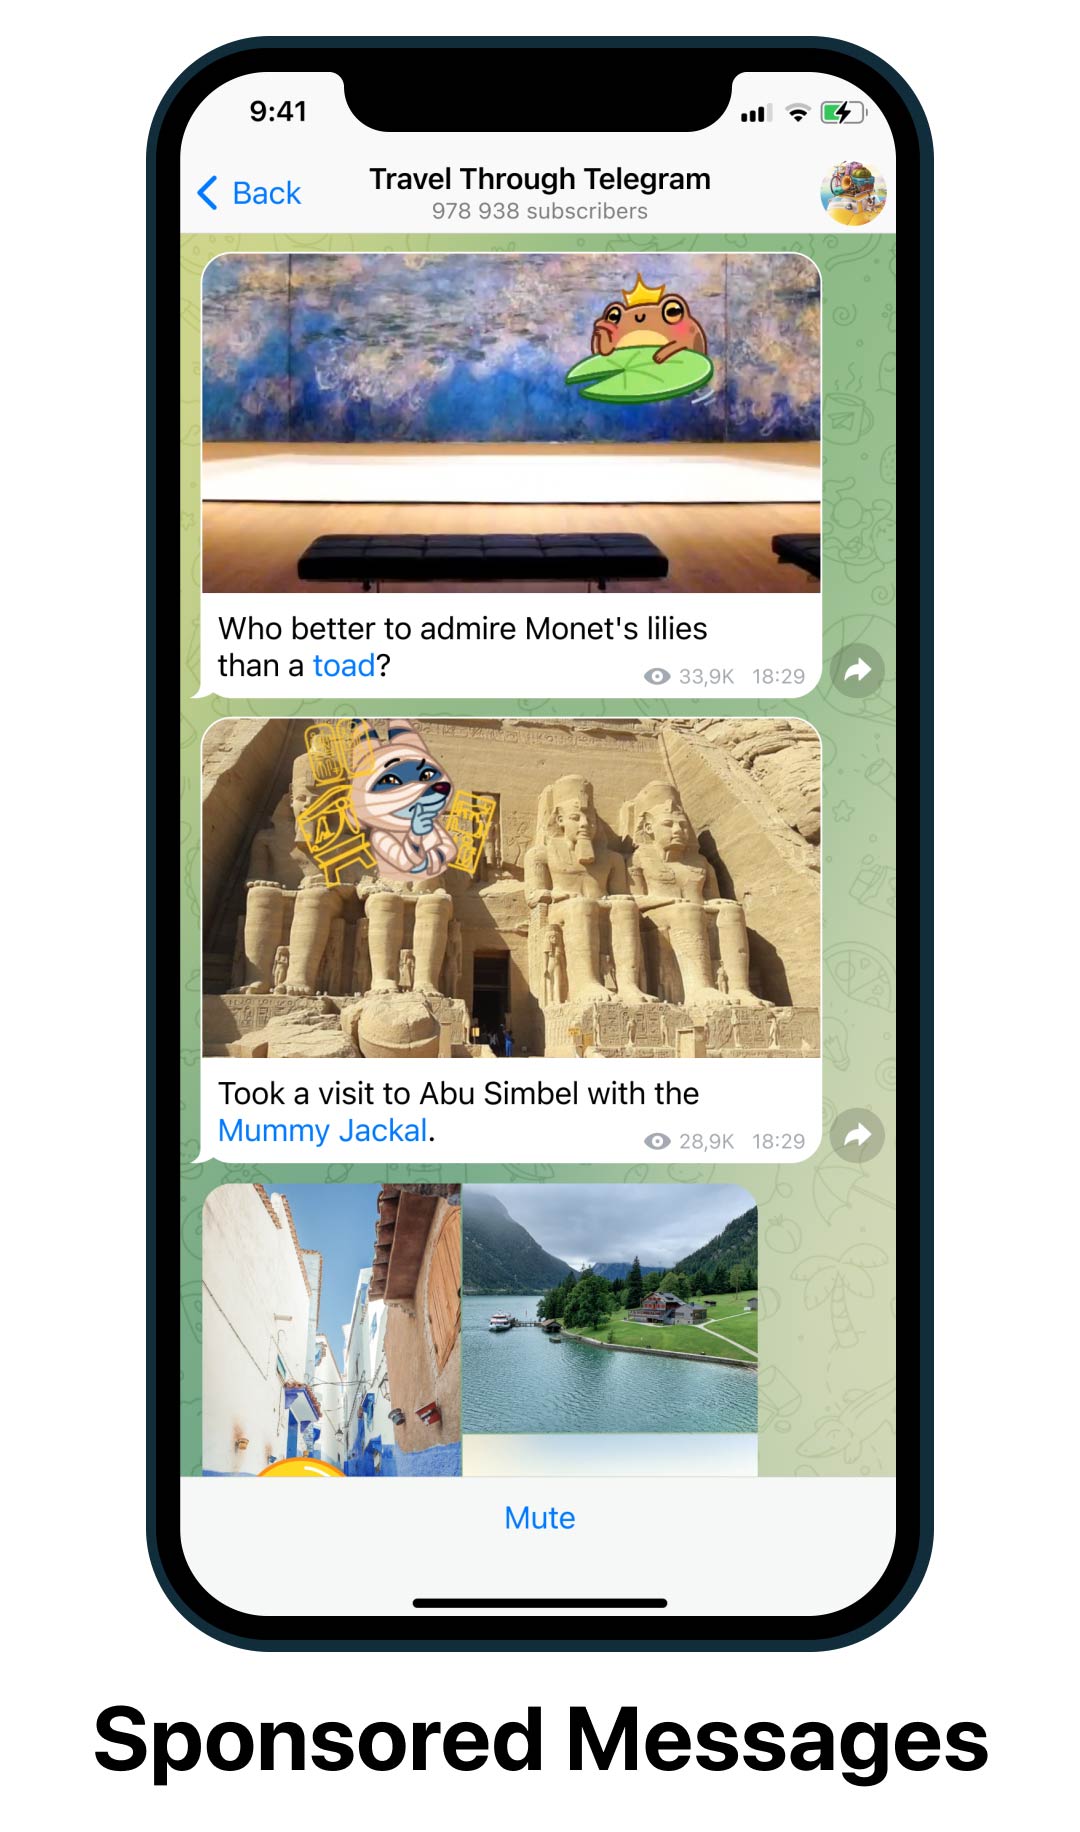 9:41
Back
Travel Through Telegram
978 938 subscribers
Who better to admire Monet's lilies
than a toad?
33,9K 18:29
Took a visit to Abu Simbel with the
Mummy Jackal.
28,9K 18:29
Mute
Sponsored Messages